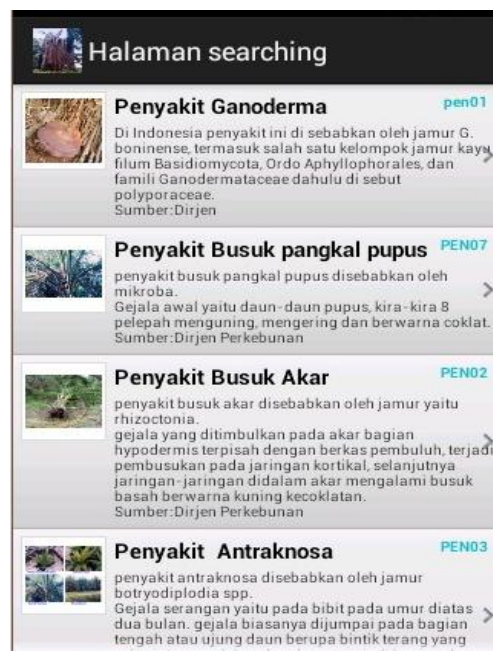 Halaman searching
Penyakit Ganoderma
pen01
Di Indonesia penyakit ini di sebabkan oleh jamur G.
boninense, termasuk salah satu kelompok jamur kayu,
filum Basidiomycota, Ordo Aphyllophorales, dan
famili Ganodermataceae dahulu di sebut
polyporaceae.
Sumber:Dirjen
Penyakit Busuk pangkal pupus
PEN07
penyakit busuk pangkal pupus disebabkan oleh
mikroba.
Gejala awal yaitu daun-daun pupus, kira-kira 8
pelepah menguning, mengering dan berwarna coklat.
Sumber:Dirjen Perkebunan
Penyakit Busuk Akar
PEN02
penyakit busuk akar disebabkan oleh jamur yaitu
rhizoctonia.
gejala yang ditimbulkan pada akar bagian
hypodermis terpisah dengan berkas pembuluh, terjadi
pembusukan pada jaringan kortikal, selanjutnya
jaringan-jaringan didalam akar mengalami busuk
basah berwarna kuning kecoklatan.
Sumber:Dirjen Perkebunan
Penyakit  Antraknosa
PEN03
penyakit antraknosa disebabkan oleh jamur
botryodiplodia spp.
Gejala serangan yaitu pada bibit pada umur diatas
dua bulan. gejala biasanya dijumpai pada bagian
tengah atau ujung daun berupa bintik terang yang